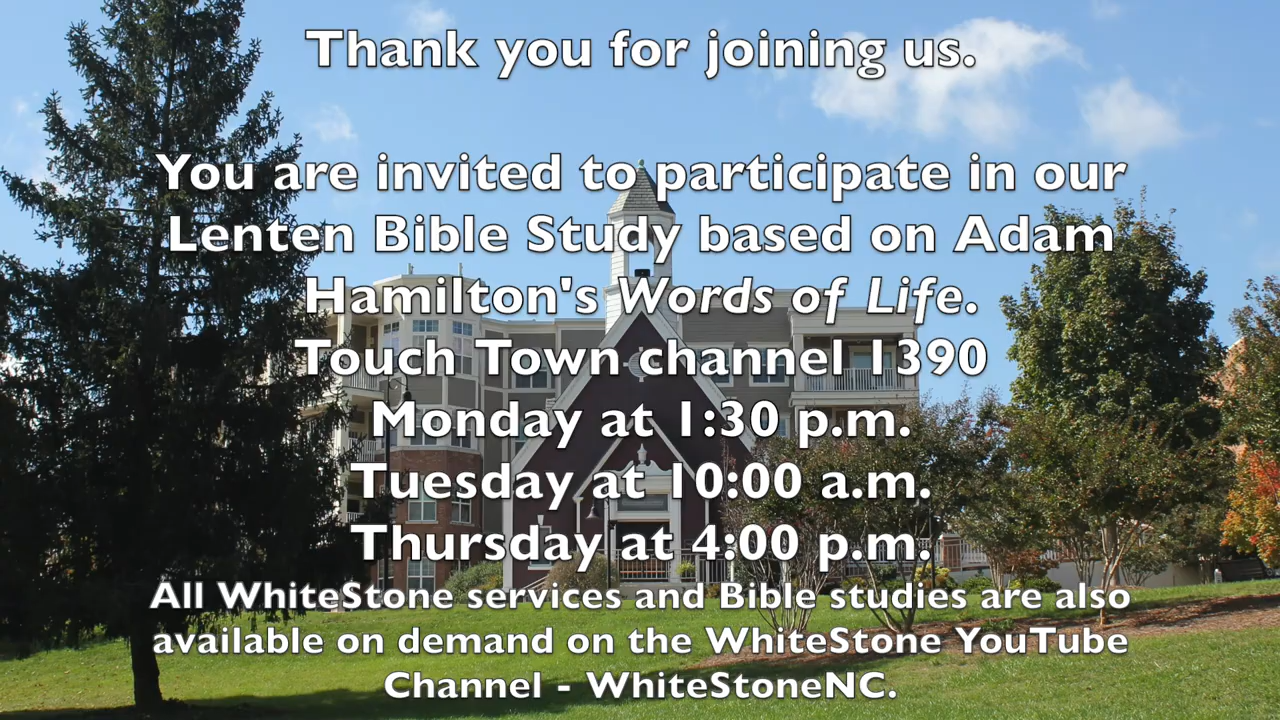 Thank you for joining us.
You are invited to participate in our
Lenten Bible Study based on Adam
Hamilton's Words of Life.
Touch Town channel 1390
Monday at 1:30 p.m.
Tuesday at 10:00 a.m.
Thursday at 4:00 p.m.
All WhiteStone services and Bible studies are also
available on demand on the WhiteStone YouTube
Channel - WhiteStoneNC.